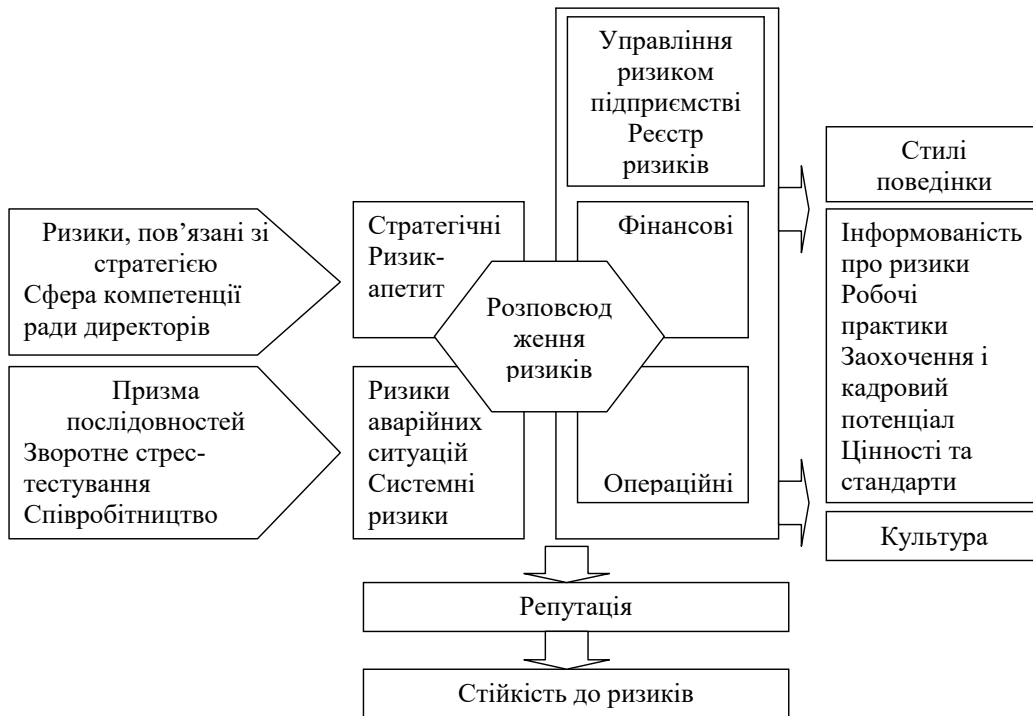 Управління
ризиком
підприємстві
Реєстр
ризиків
Ризики, пов’язані зі
стратегією
Сфера компетенції
ради директорів
Призма
послідовностей
Зворотне стрес-
тестування
Співробітництво
Стратегічні
Ризик-
апетит
Ризики
аварійних
ситуацій
Системні
ризики
Розповсюд
ження
ризиків
Фінансові
Операційні
Стилі
поведінки
Інформованість
про ризики
Робочі
практики
Заохочення і
кадровий
потенціал
Цінності та
стандарти
Культура
Репутація
Стійкість до ризиків